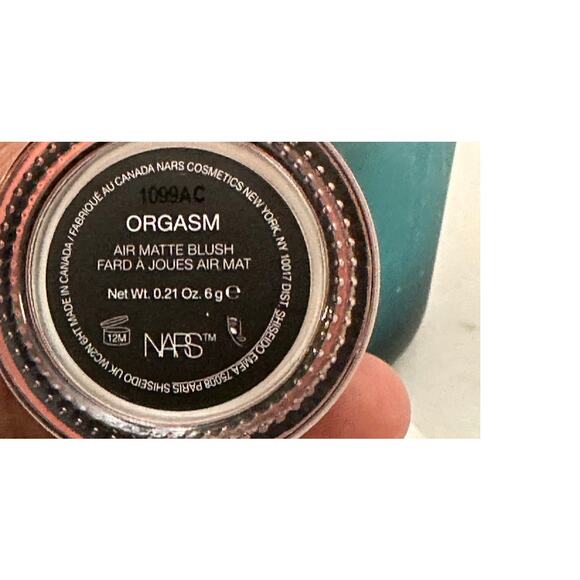 MADE IN CANADA / FABRIQUÉ AU CANADA NARS COSMETICS NEW YORK, NY 10017 DIST. SHISEIDO EMEA 75008 PARIS SHISEIDO UK WC2N 6HT
1099AC
ORGASM
AIR MATTE BLUSH
FARD À JOUES AIR MAT
Net Wt. 0.21 Oz. 6 g ℮
12M
NARS™